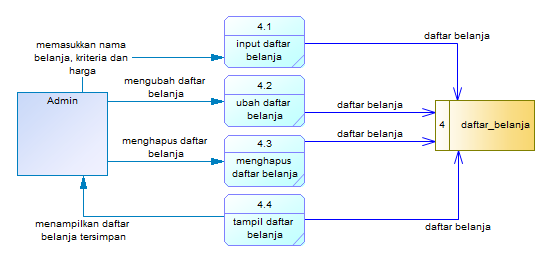 4.1
input daftar
belanja
daftar belanja
memasukkan nama
belanja, kriteria dan
harga
Admin
mengubah daftar
belanja
4.2
ubah daftar
belanja
daftar belanja
4
daftar_belanja
menghapus daftar
belanja
4.3
menghapus
daftar belanja
daftar belanja
4.4
tampil daftar
belanja
daftar belanja
menampilkan daftar
belanja tersimpan